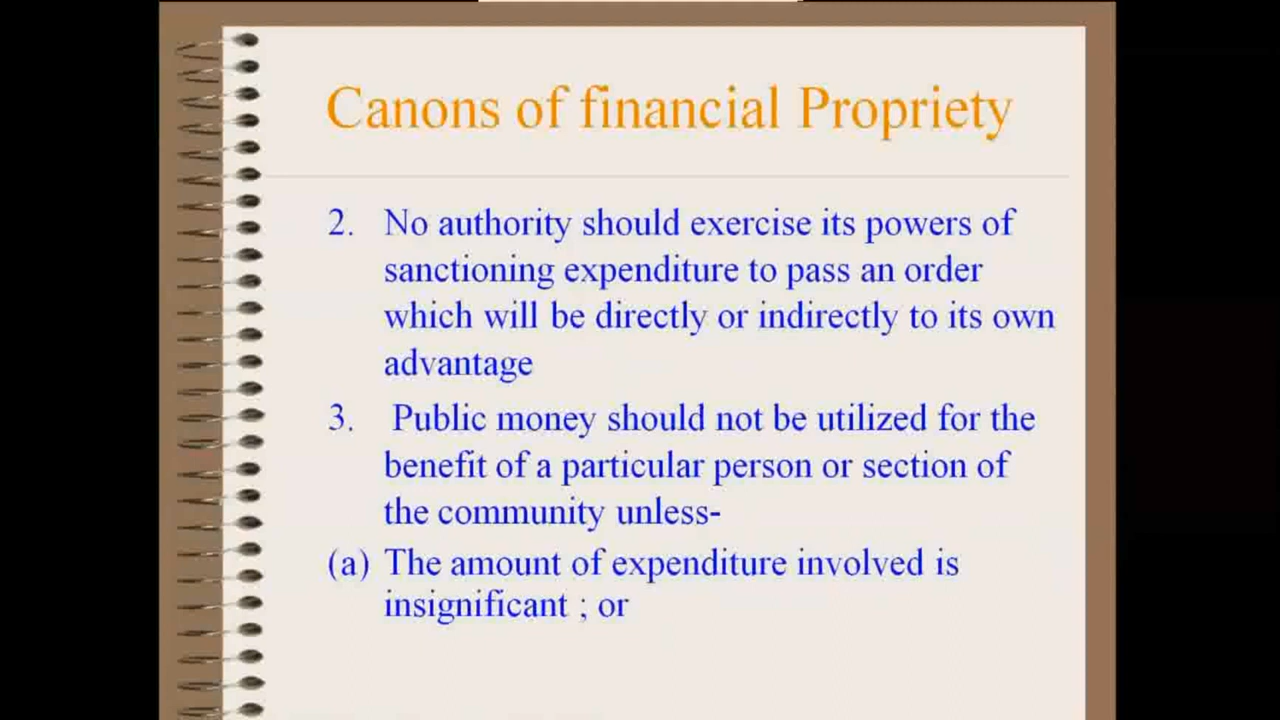 Canons of financial Propriety
2. No authority should exercise its powers of
sanctioning expenditure to pass an order
which will be directly or indirectly to its own
advantage
3. Public money should not be utilized for the
benefit of a particular person or section of
the community unless-
(a) The amount of expenditure involved is
insignificant ; or